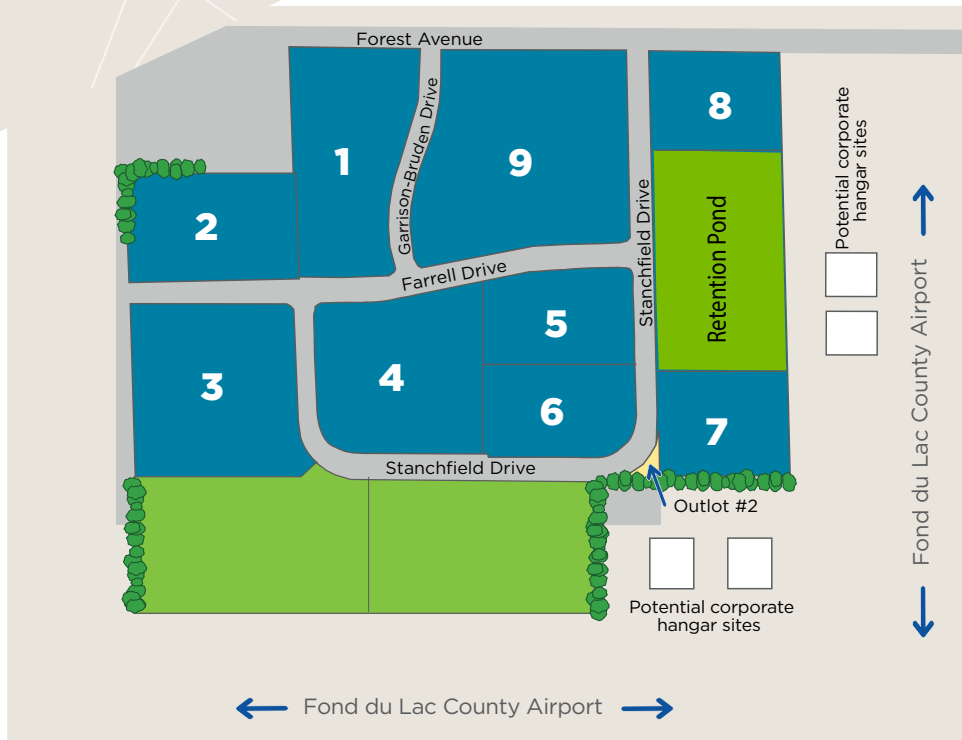 Forest Avenue
Garrison-Bruden Drive
1
9
8
2
Stanchfield Drive
Retention Pond
Potential corporate
hangar sites
Farrell Drive
5
4
3
6
7
Stanchfield Drive
Outlot #2
Fond du Lac County Airport
Potential corporate
hangar sites
Fond du Lac County Airport